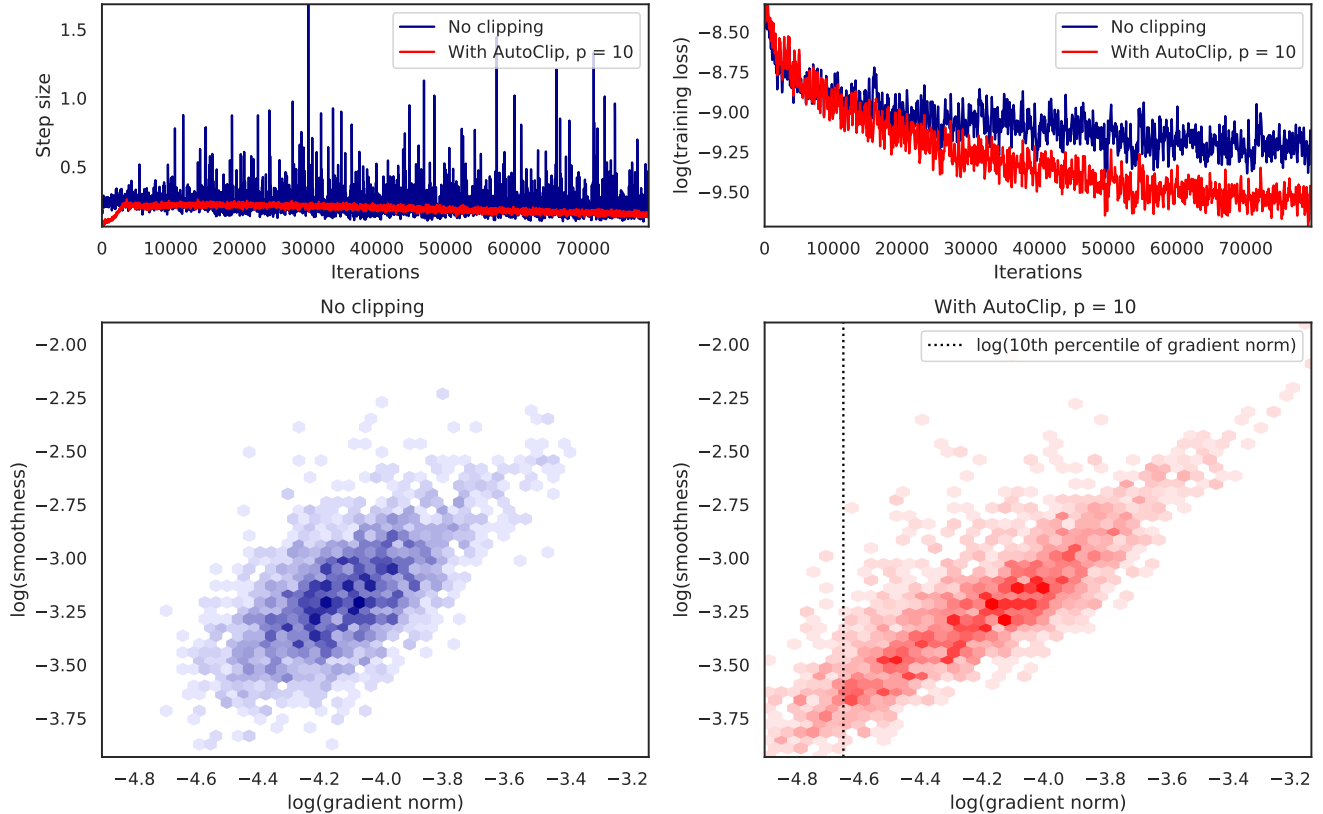 No clipping
With AutoClip, p = 10
Step size
1.5
1.0
0.5
0 10000 20000 30000 40000 50000 60000 70000
Iterations
No clipping
With AutoClip, p = 10
log(training loss)
−8.50
−8.75
−9.00
−9.25
−9.50
0 10000 20000 30000 40000 50000 60000 70000
Iterations
No clipping
log(smoothness)
−2.00
−2.25
−2.50
−2.75
−3.00
−3.25
−3.50
−3.75
−4.8 −4.6 −4.4 −4.2 −4.0 −3.8 −3.6 −3.4 −3.2
log(gradient norm)
With AutoClip, p = 10
log(10th percentile of gradient norm)
log(smoothness)
−2.00
−2.25
−2.50
−2.75
−3.00
−3.25
−3.50
−3.75
−4.8 −4.6 −4.4 −4.2 −4.0 −3.8 −3.6 −3.4 −3.2
log(gradient norm)